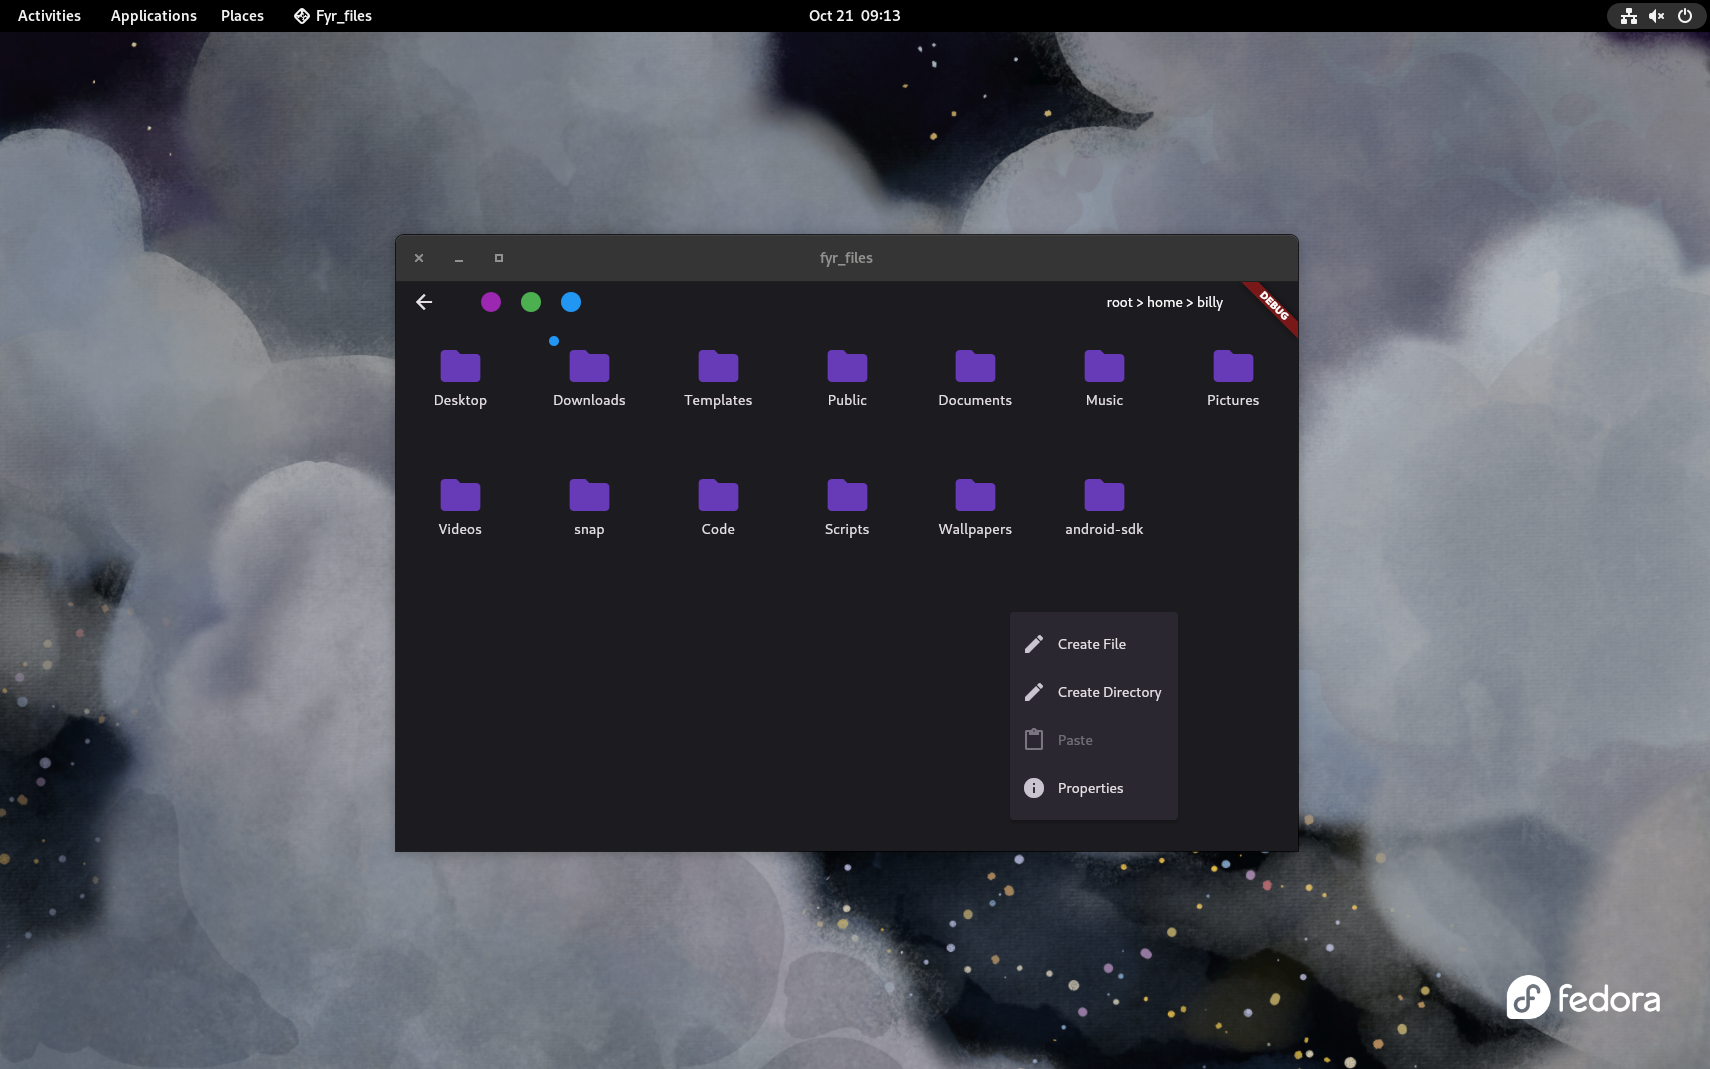 Activities Applications Places Fyr_files Oct 21 09:13
fyr_files
root > home > billy
DEBUG
Desktop Downloads Templates Public Documents Music Pictures
Videos snap Code Scripts Wallpapers android-sdk
Create File
Create Directory
Paste
Properties
fedora